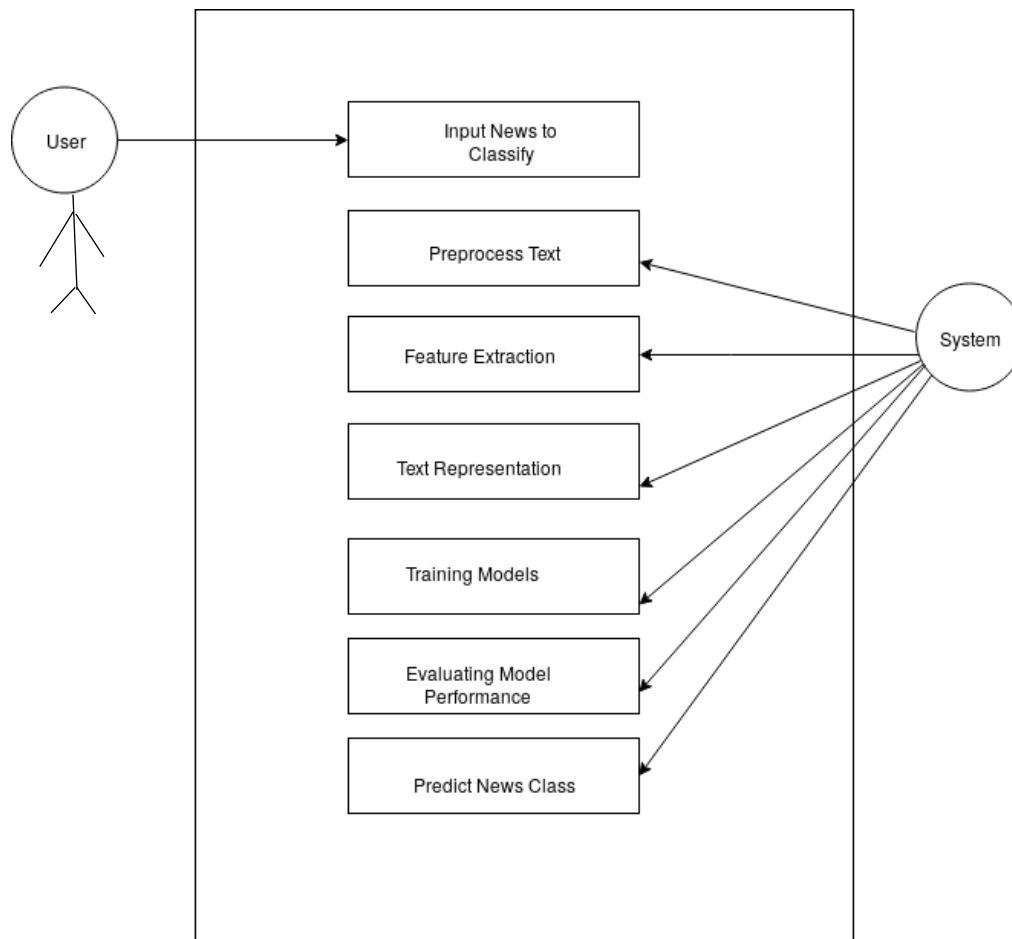 User
Input News to
Classify
Preprocess Text
Feature Extraction
System
Text Representation
Training Models
Evaluating Model
Performance
Predict News Class